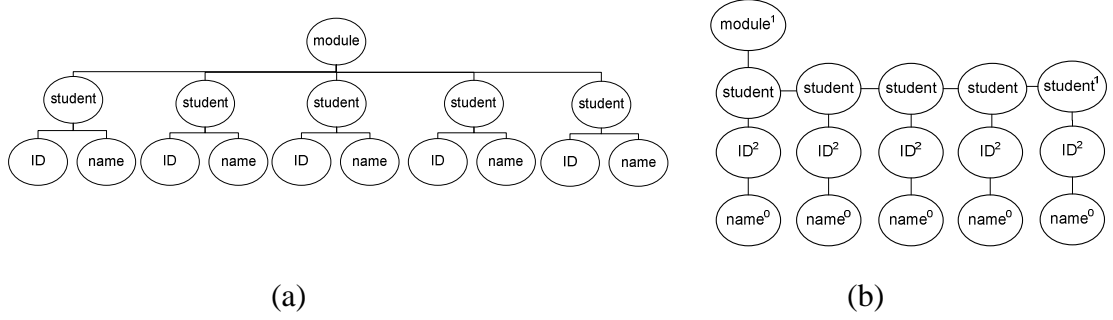 module
student student student student student
ID name ID name ID name ID name ID name
(a)
module¹
student student student student student¹
ID² ID² ID² ID² ID²
name⁰ name⁰ name⁰ name⁰ name⁰
(b)